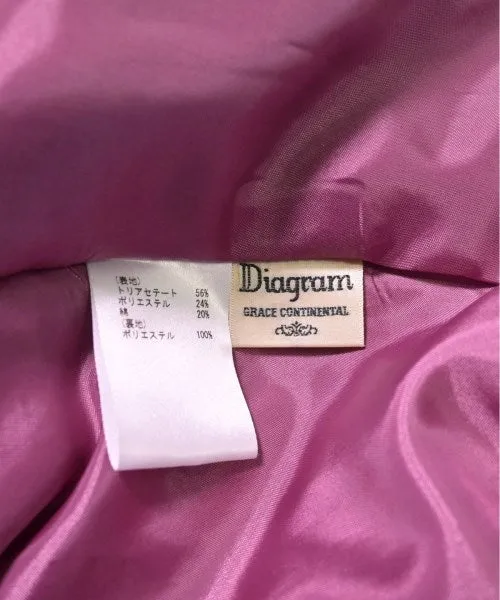 (表地)
トリアセテート 56%
ポリエステル 24%
綿 20%
(裏地)
ポリエステル 100%
Diagram
GRACE CONTINENTAL